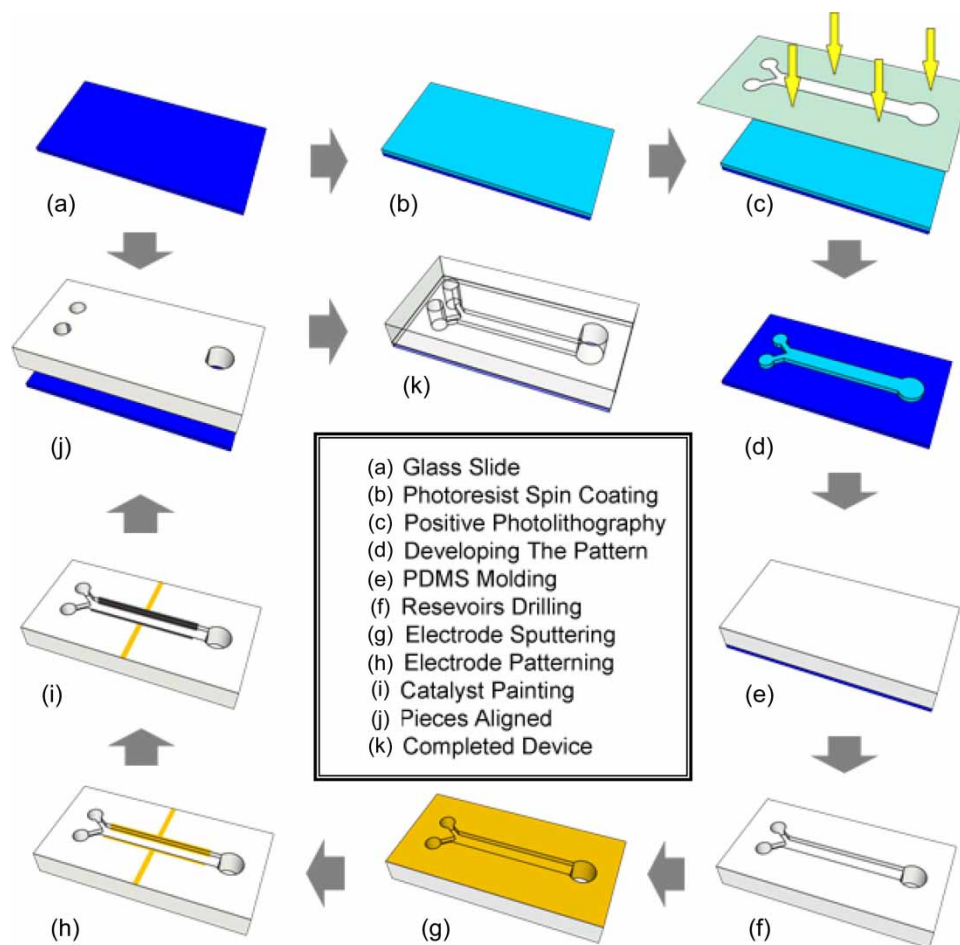 (a)
(b)
(c)
(j)
(k)
(d)
(a) Glass Slide
(b) Photoresist Spin Coating
(c) Positive Photolithography
(d) Developing The Pattern
(e) PDMS Molding
(f) Resevoirs Drilling
(g) Electrode Sputtering
(h) Electrode Patterning
(i) Catalyst Painting
(j) Pieces Aligned
(k) Completed Device
(i)
(e)
(h)
(g)
(f)